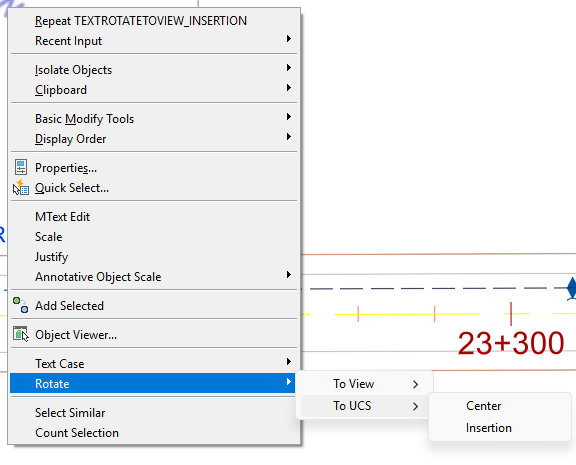 Repeat TEXTROTATETOVIEW_INSERTION
Recent Input
Isolate Objects
Clipboard
Basic Modify Tools
Display Order
Properties...
Quick Select...
MText Edit
Scale
Justify
Annotative Object Scale
Add Selected
Object Viewer...
23+300
Text Case
Rotate
To View
To UCS
Center
Select Similar
Insertion
Count Selection